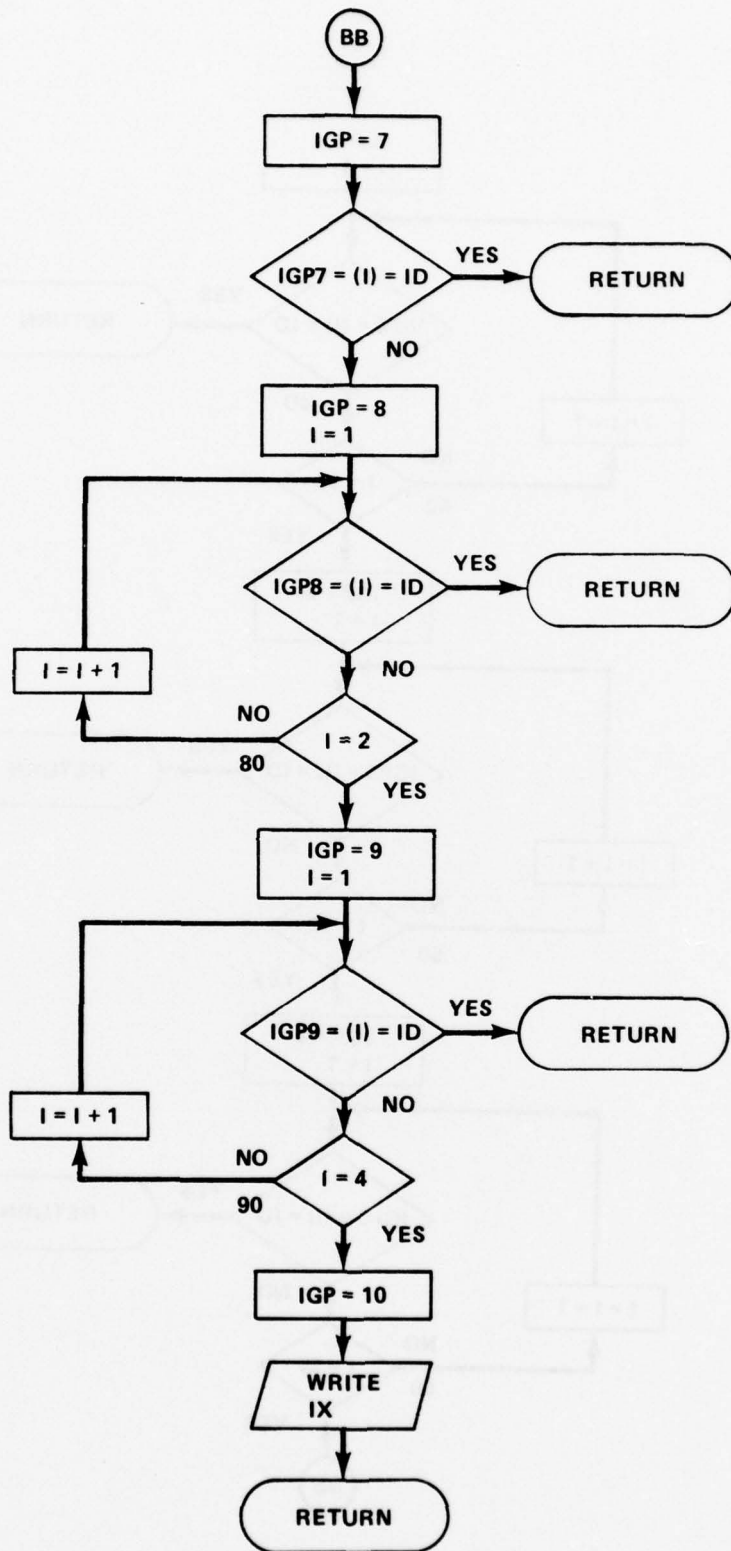 BB
IGP = 7
IGP7 = (I) = ID
YES
RETURN
NO
IGP = 8
I = 1
IGP8 = (I) = ID
YES
RETURN
NO
I = I + 1
NO
I = 2
80
YES
IGP = 9
I = 1
IGP9 = (I) = ID
YES
RETURN
NO
I = I + 1
NO
I = 4
90
YES
IGP = 10
WRITE
IX
RETURN